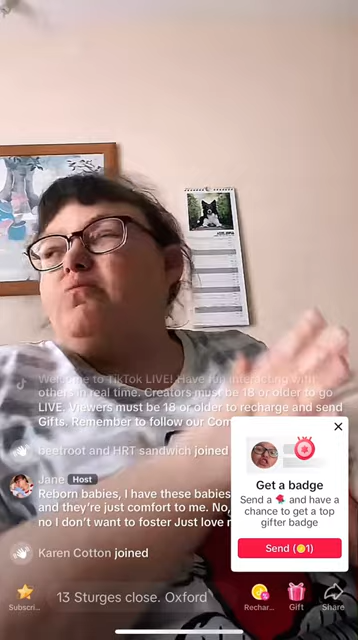 Welcome to TikTok LIVE! Have fun interacting with
others in real time. Creators must be 18 or older to go
LIVE. Viewers must be 18 or older to recharge and send
Gifts. Remember to follow our Com
beetroot and HRT sandwich joined
Jane Host
Reborn babies, I have these babies
and they're just comfort to me. No,
no I don't want to foster Just love r
Karen Cotton joined
Get a badge
Send a and have a
chance to get a top
gifter badge
Send (1)
Subscri...
13 Sturges close. Oxford
Rechar...
Gift
Share